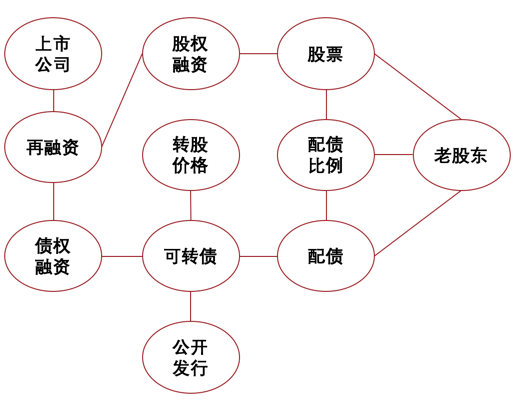 上市
公司
股权
融资
股票
再融资
转股
价格
配债
比例
老股东
债权
融资
可转债
配债
公开
发行